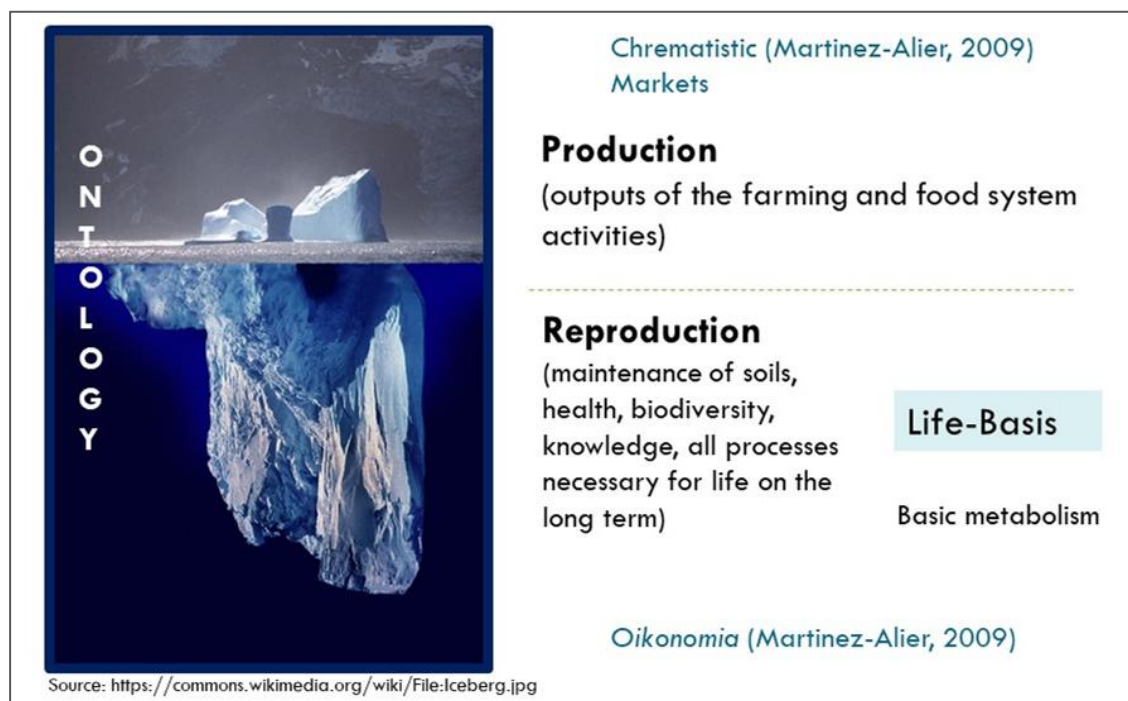 ONTOLOGY
Chrematistic (Martinez-Alier, 2009)
Markets
Production
(outputs of the farming and food system
activities)
Reproduction
(maintenance of soils,
health, biodiversity,
knowledge, all processes
necessary for life on the
long term)
Life-Basis
Basic metabolism
Oikonomia (Martinez-Alier, 2009)
Source: https://commons.wikimedia.org/wiki/File:Iceberg.jpg